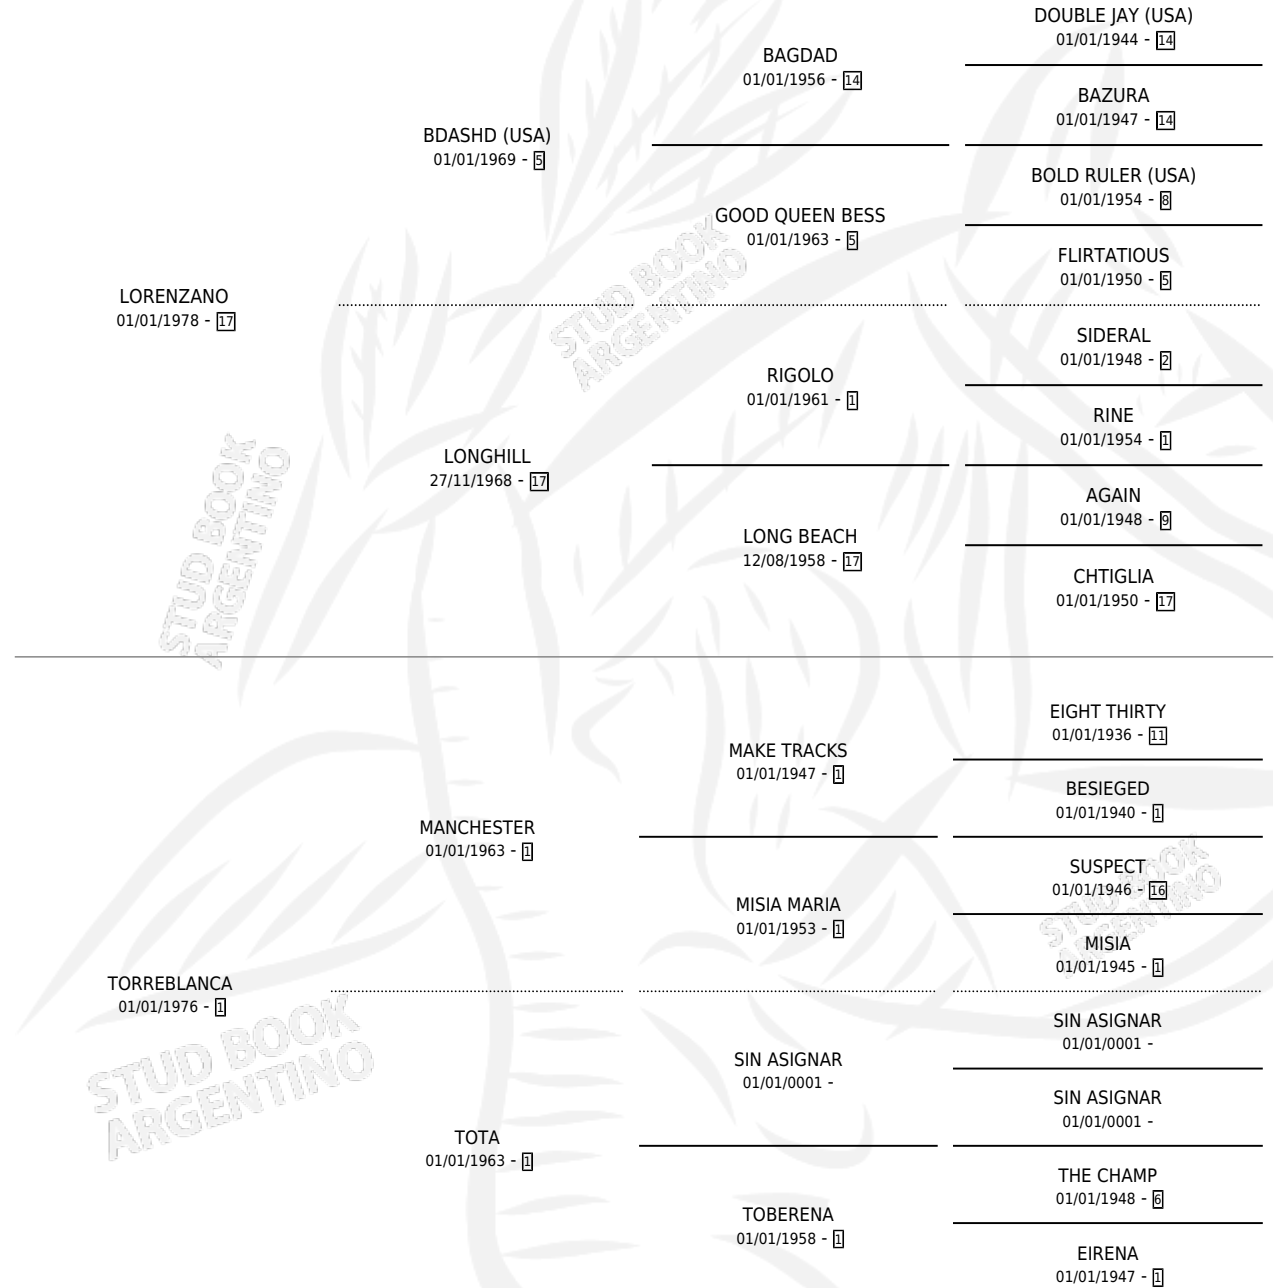 DOUBLE JAY (USA)
01/01/1944 - 14
BAGDAD
01/01/1956 - 14
BAZURA
01/01/1947 - 14
BDASHD (USA)
01/01/1969 - 5
BOLD RULER (USA)
01/01/1954 - 8
GOOD QUEEN BESS
01/01/1963 - 5
FLIRTATIOUS
01/01/1950 - 5
LORENZANO
01/01/1978 - 17
SIDERAL
01/01/1948 - 2
RIGOLO
01/01/1961 - 1
RINE
01/01/1954 - 1
LONGHILL
27/11/1968 - 17
AGAIN
01/01/1948 - 9
LONG BEACH
12/08/1958 - 17
CHTIGLIA
01/01/1950 - 17
EIGHT THIRTY
01/01/1936 - 11
MAKE TRACKS
01/01/1947 - 1
BESIEGED
01/01/1940 - 1
MANCHESTER
01/01/1963 - 1
SUSPECT
01/01/1946 - 16
MISIA MARIA
01/01/1953 - 1
MISIA
01/01/1945 - 1
TORREBLANCA
01/01/1976 - 1
SIN ASIGNAR
01/01/0001 -
SIN ASIGNAR
01/01/0001 -
SIN ASIGNAR
01/01/0001 -
TOTA
01/01/1963 - 1
THE CHAMP
01/01/1948 - 6
TOBERENA
01/01/1958 - 1
EIRENA
01/01/1947 - 1
STUD BOOK
ARGENTINO
STUD BOOK
ARGENTINO
STUD BOOK
ARGENTINO
STUD BOOK
ARGENTINO